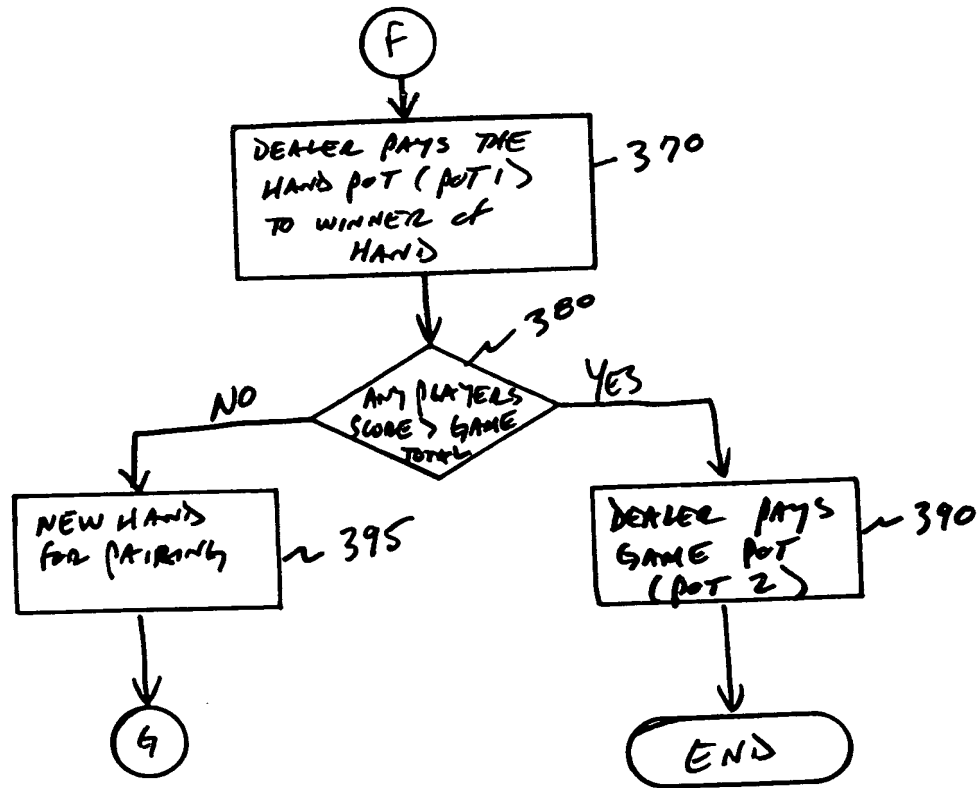 F
DEALER PAYS THE
HAND POT (POT 1)
TO WINNER OF
HAND
370
380
ANY PLAYERS
SCORE > GAME
TOTAL
NO
YES
NEW HAND
FOR PAIRING
395
DEALER PAYS
GAME POT
(POT 2)
390
G
END